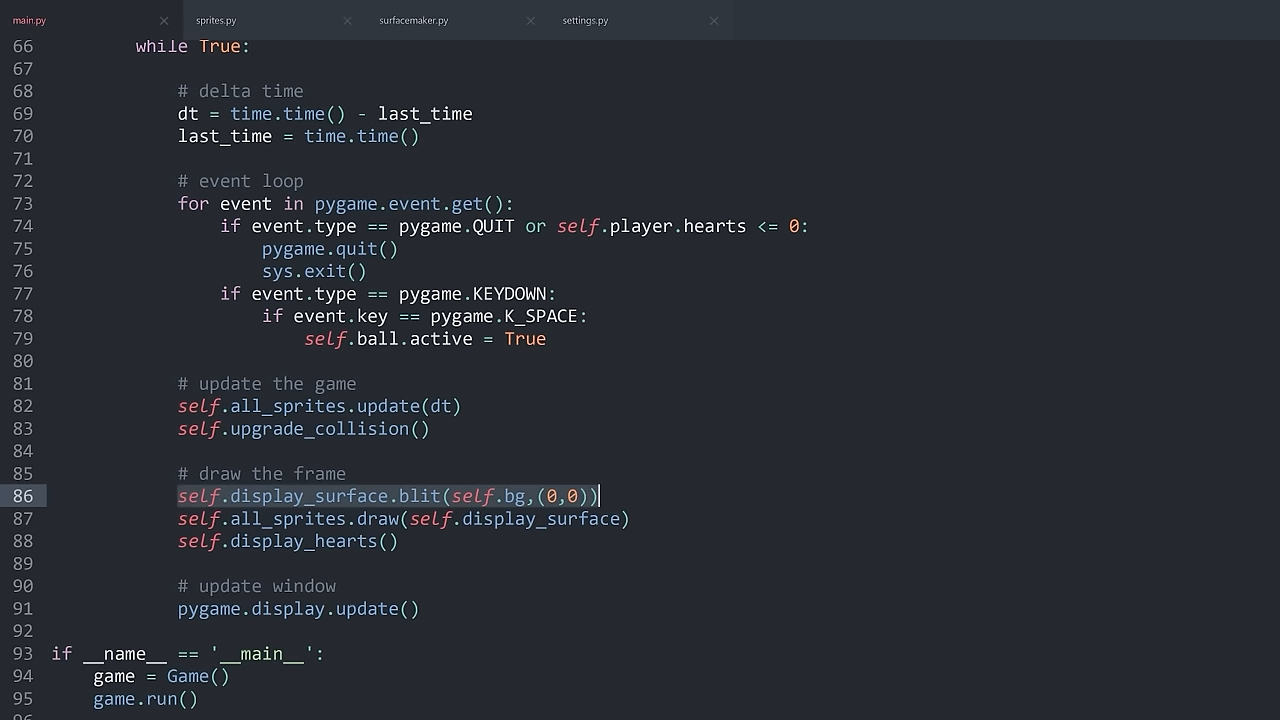 main.py × sprites.py × surfacemaker.py × settings.py ×
66         while True:
67
68             # delta time
69             dt = time.time() - last_time
70             last_time = time.time()
71
72             # event loop
73             for event in pygame.event.get():
74                 if event.type == pygame.QUIT or self.player.hearts <= 0:
75                     pygame.quit()
76                     sys.exit()
77                 if event.type == pygame.KEYDOWN:
78                     if event.key == pygame.K_SPACE:
79                         self.ball.active = True
80
81             # update the game
82             self.all_sprites.update(dt)
83             self.upgrade_collision()
84
85             # draw the frame
86             self.display_surface.blit(self.bg,(0,0))
87             self.all_sprites.draw(self.display_surface)
88             self.display_hearts()
89
90             # update window
91             pygame.display.update()
92
93 if __name__ == '__main__':
94     game = Game()
95     game.run()
96